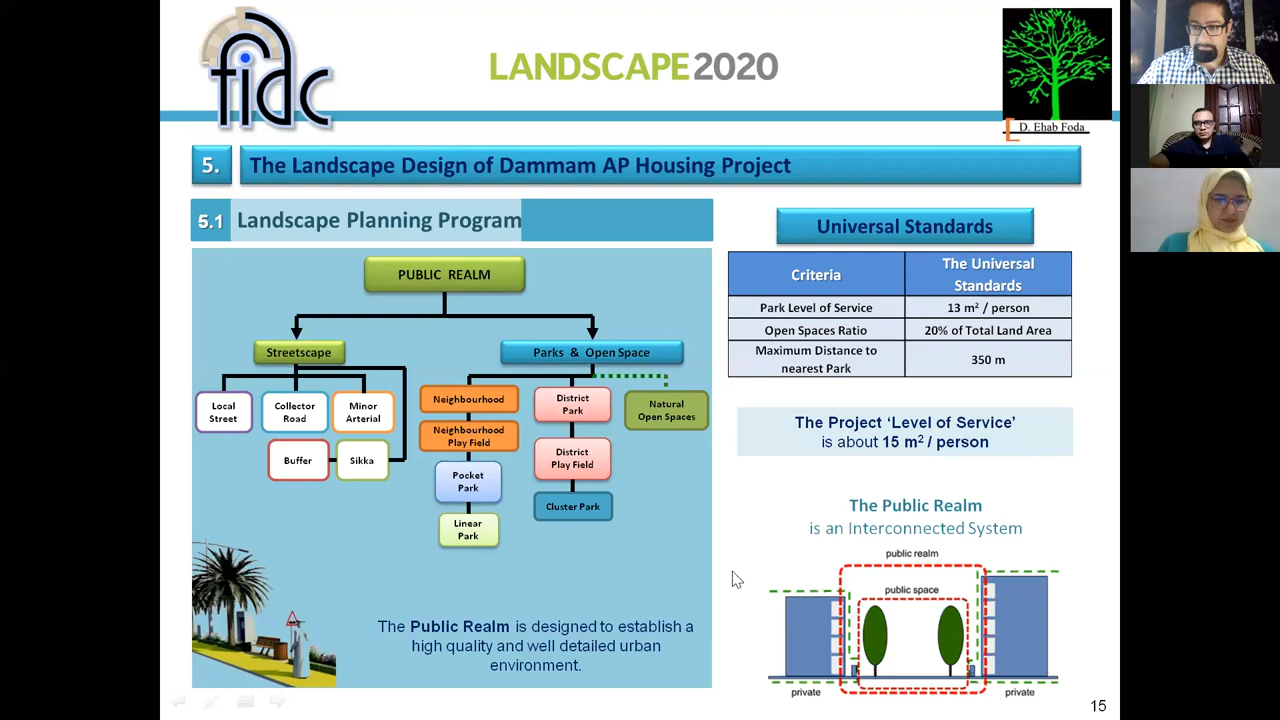 fidc
LANDSCAPE2020
D. Ehab Foda
5.
The Landscape Design of Dammam AP Housing Project
5.1
Landscape Planning Program
PUBLIC REALM
Streetscape
Parks & Open Space
Local
Street
Collector
Road
Minor
Arterial
Buffer
Sikka
Neighbourhood
Neighbourhood
Play Field
Pocket
Park
Linear
Park
District
Park
District
Play Field
Cluster Park
Natural
Open Spaces
The Public Realm is designed to establish a
high quality and well detailed urban
environment.
Universal Standards
Criteria
The Universal
Standards
Park Level of Service
13 m² / person
Open Spaces Ratio
20% of Total Land Area
Maximum Distance to
nearest Park
350 m
The Project ‘Level of Service’
is about 15 m² / person
The Public Realm
is an Interconnected System
public realm
public space
private
private
15